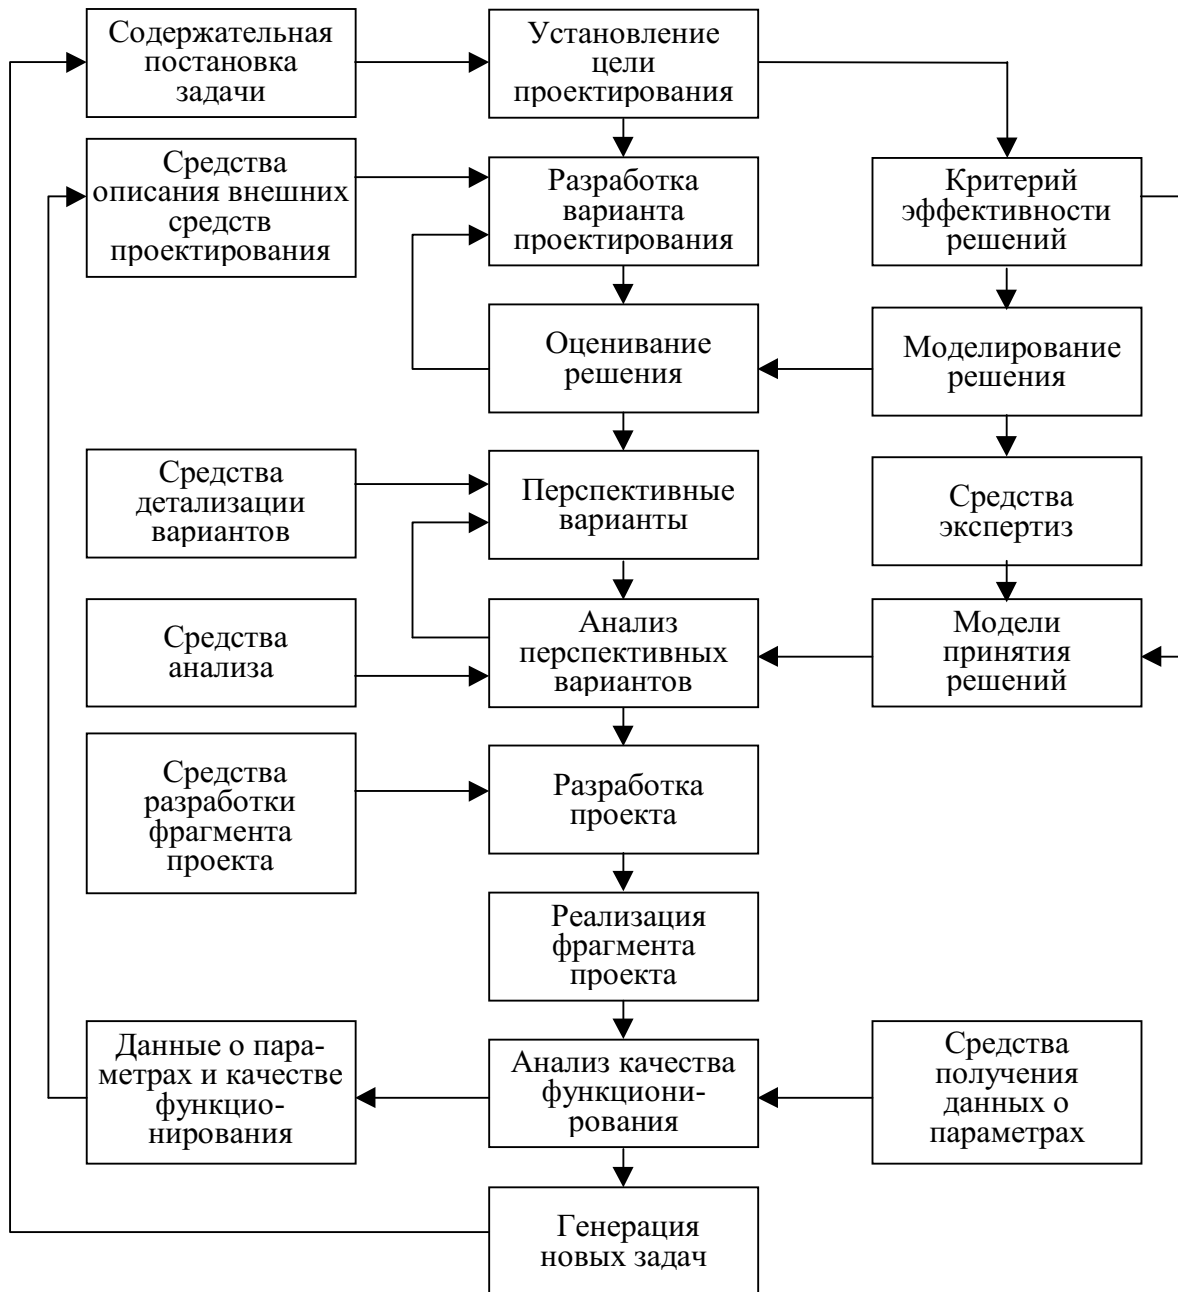 Содержательная
постановка
задачи
Установление
цели
проектирования
Средства
описания внешних
средств
проектирования
Разработка
варианта
проектирования
Критерий
эффективности
решений
Оценивание
решения
Моделирование
решения
Средства
детализации
вариантов
Перспективные
варианты
Средства
экспертиз
Средства
анализа
Анализ
перспективных
вариантов
Модели
принятия
решений
Средства
разработки
фрагмента
проекта
Разработка
проекта
Реализация
фрагмента
проекта
Данные о пара-
метрах и качестве
функцио-
нирования
Анализ качества
функциони-
рования
Средства
получения
данных о
параметрах
Генерация
новых задач